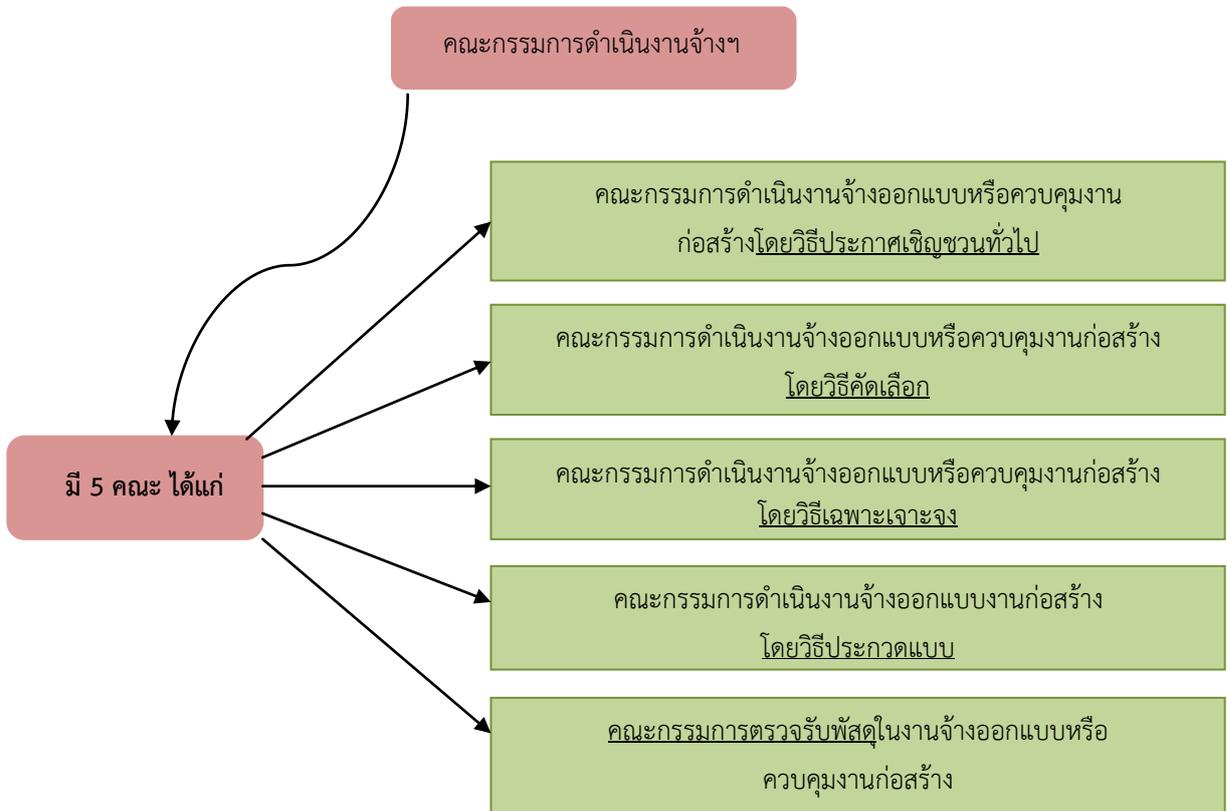 คณะกรรมการดำเนินงานจ้างฯ
คณะกรรมการดำเนินงานจ้างออกแบบหรือควบคุมงาน
ก่อสร้างโดยวิธีประกาศเชิญชวนทั่วไป
คณะกรรมการดำเนินงานจ้างออกแบบหรือควบคุมงานก่อสร้าง
โดยวิธีคัดเลือก
มี 5 คณะ ได้แก่
คณะกรรมการดำเนินงานจ้างออกแบบหรือควบคุมงานก่อสร้าง
โดยวิธีเฉพาะเจาะจง
คณะกรรมการดำเนินงานจ้างออกแบบงานก่อสร้าง
โดยวิธีประกวดแบบ
คณะกรรมการตรวจรับพัสดุในงานจ้างออกแบบหรือ
ควบคุมงานก่อสร้าง